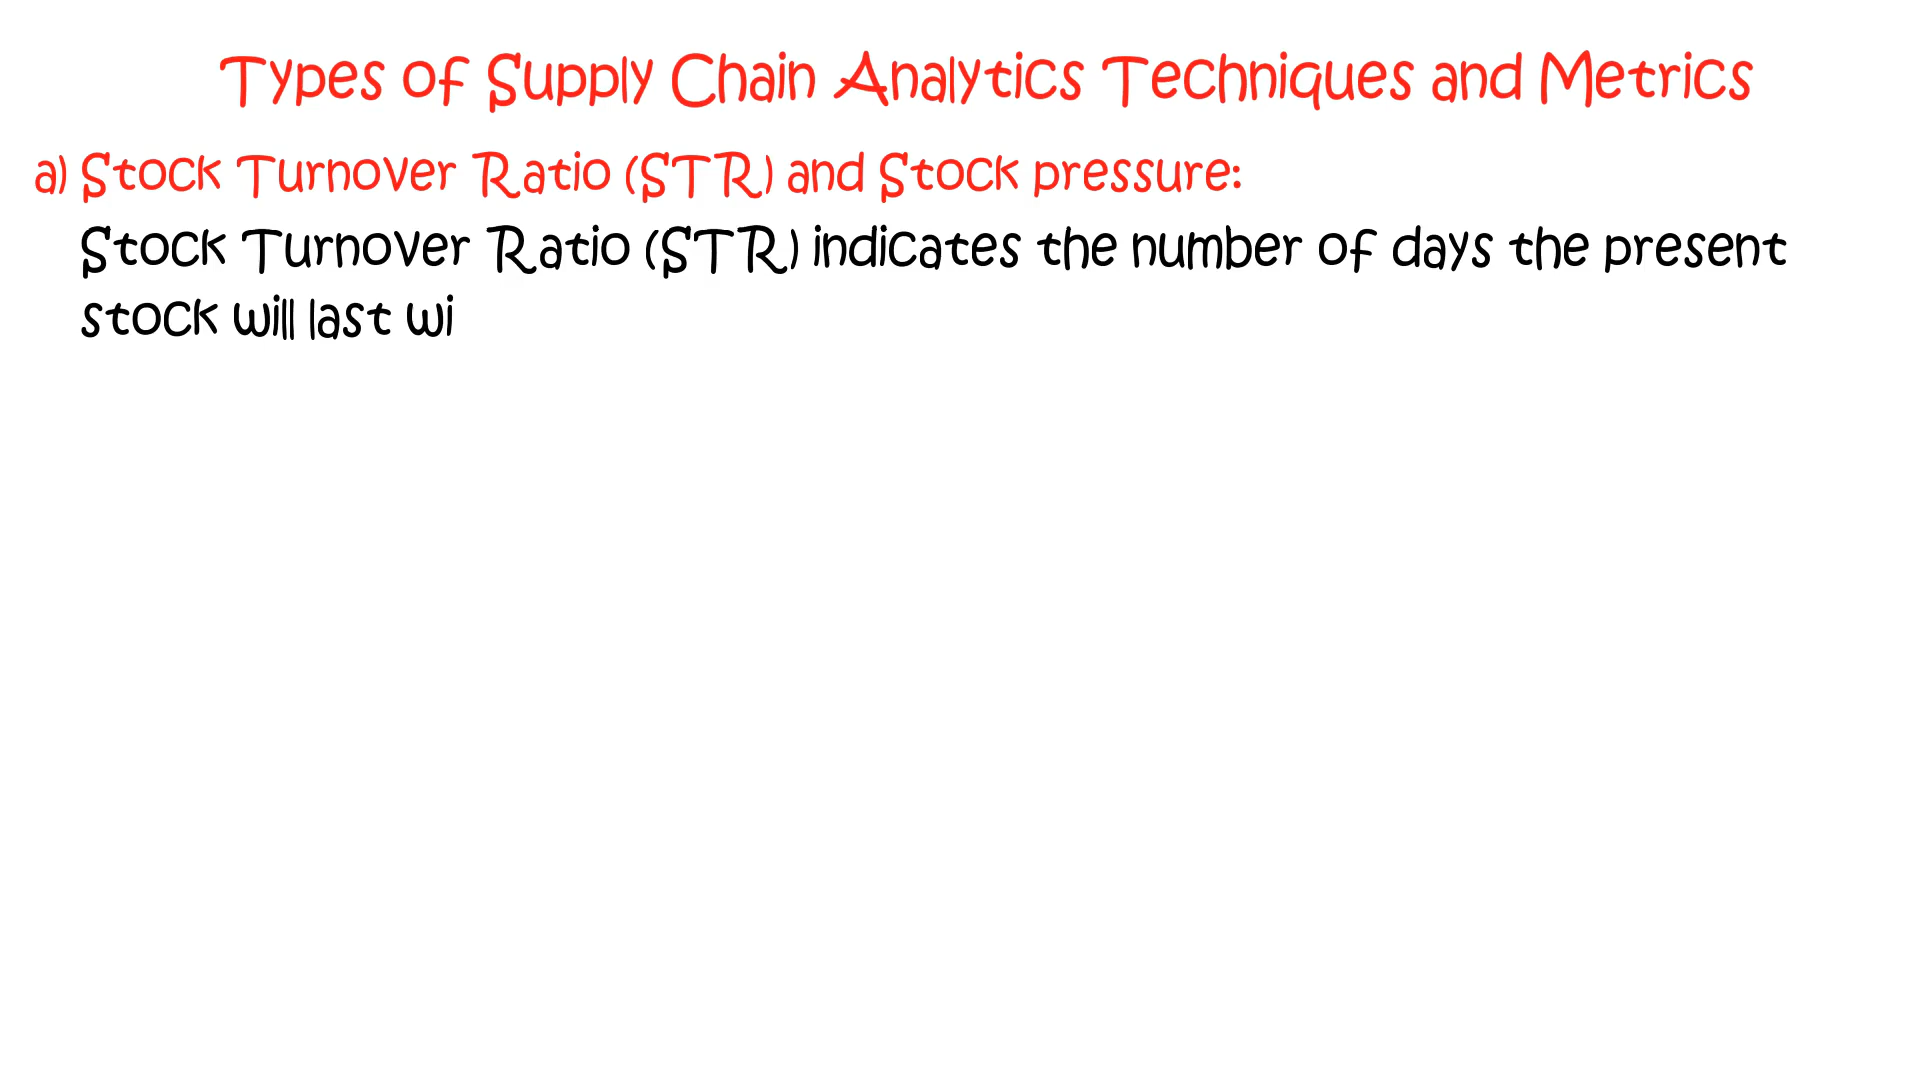 Types of Supply Chain Analytics Techniques and Metrics
a) Stock Turnover Ratio (STR) and Stock pressure:
Stock Turnover Ratio (STR) indicates the number of days the present
stock will last wi